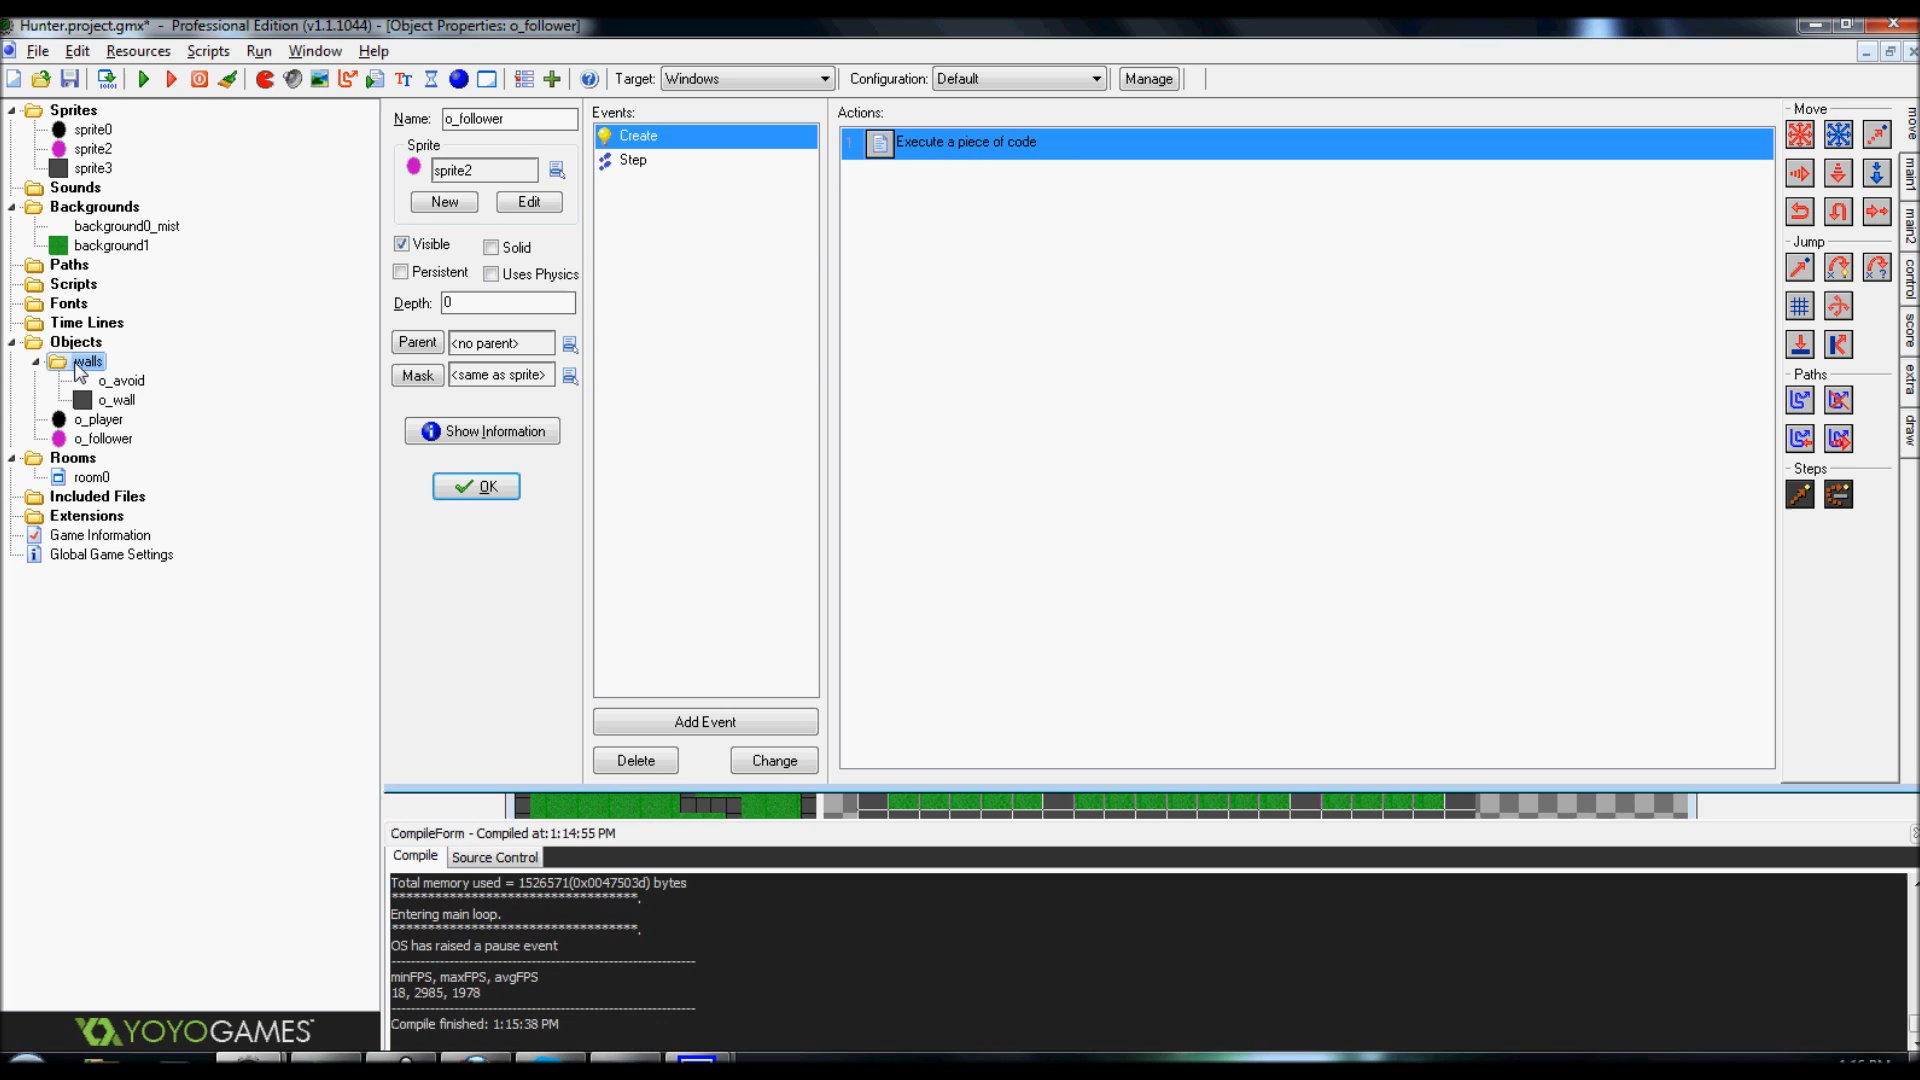 Hunter.project.gmx* - Professional Edition (v1.1.1044) - [Object Properties: o_follower]
File Edit Resources Scripts Run Window Help
Target: Windows Configuration: Default Manage
Sprites
sprite0
sprite2
sprite3
Sounds
Backgrounds
background0_mist
background1
Paths
Scripts
Fonts
Time Lines
Objects
walls
o_avoid
o_wall
o_player
o_follower
Rooms
room0
Included Files
Extensions
Game Information
Global Game Settings
YOYOGAMES
Name: o_follower
Sprite
sprite2
New Edit
Visible Solid
Persistent Uses Physics
Depth: 0
Parent <no parent>
Mask <same as sprite>
Show Information
OK
Events:
Create
Step
Add Event
Delete Change
Actions:
1 Execute a piece of code
Move
Jump
Paths
Steps
move
main1
main2
control
score
extra
draw
CompileForm - Compiled at:1:14:55 PM
Compile Source Control
Total memory used = 1526571(0x0047503d) bytes
***********************************.
Entering main loop.
***********************************.
OS has raised a pause event
---------------------------------------------------------------
minFPS, maxFPS, avgFPS
18, 2985, 1978
---------------------------------------------------------------
Compile finished: 1:15:38 PM